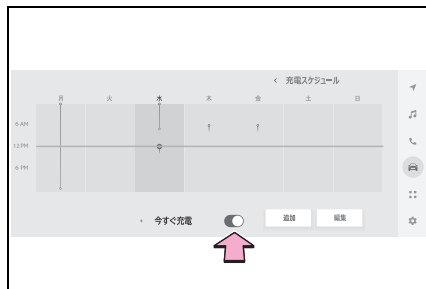 < 充電スケジュール
月 火 水 木 金 土 日
6 AM
12 PM
6 PM
今すぐ充電 追加 編集